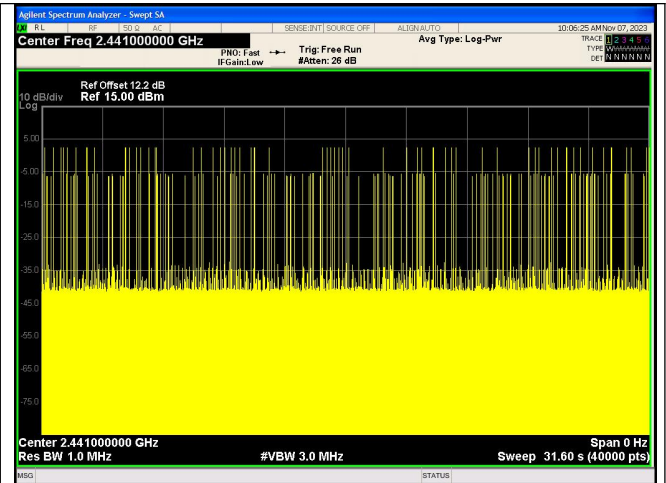 Agilent Spectrum Analyzer - Swept SA
RL RF 50 Ω AC SENSE:INT SOURCE OFF ALIGN AUTO 10:06:25 AM Nov 07, 2023
Center Freq 2.441000000 GHz Avg Type: Log-Pwr TRACE 1 2 3 4 5 6
PNO: Fast Trig: Free Run TYPE W
IFGain:Low #Atten: 26 dB DET N N N N N N
Ref Offset 12.2 dB
10 dB/div Ref 15.00 dBm
Log
5.00
-5.00
-15.0
-25.0
-35.0
-45.0
-55.0
-65.0
-75.0
Center 2.441000000 GHz Span 0 Hz
Res BW 1.0 MHz #VBW 3.0 MHz Sweep 31.60 s (40000 pts)
MSG STATUS